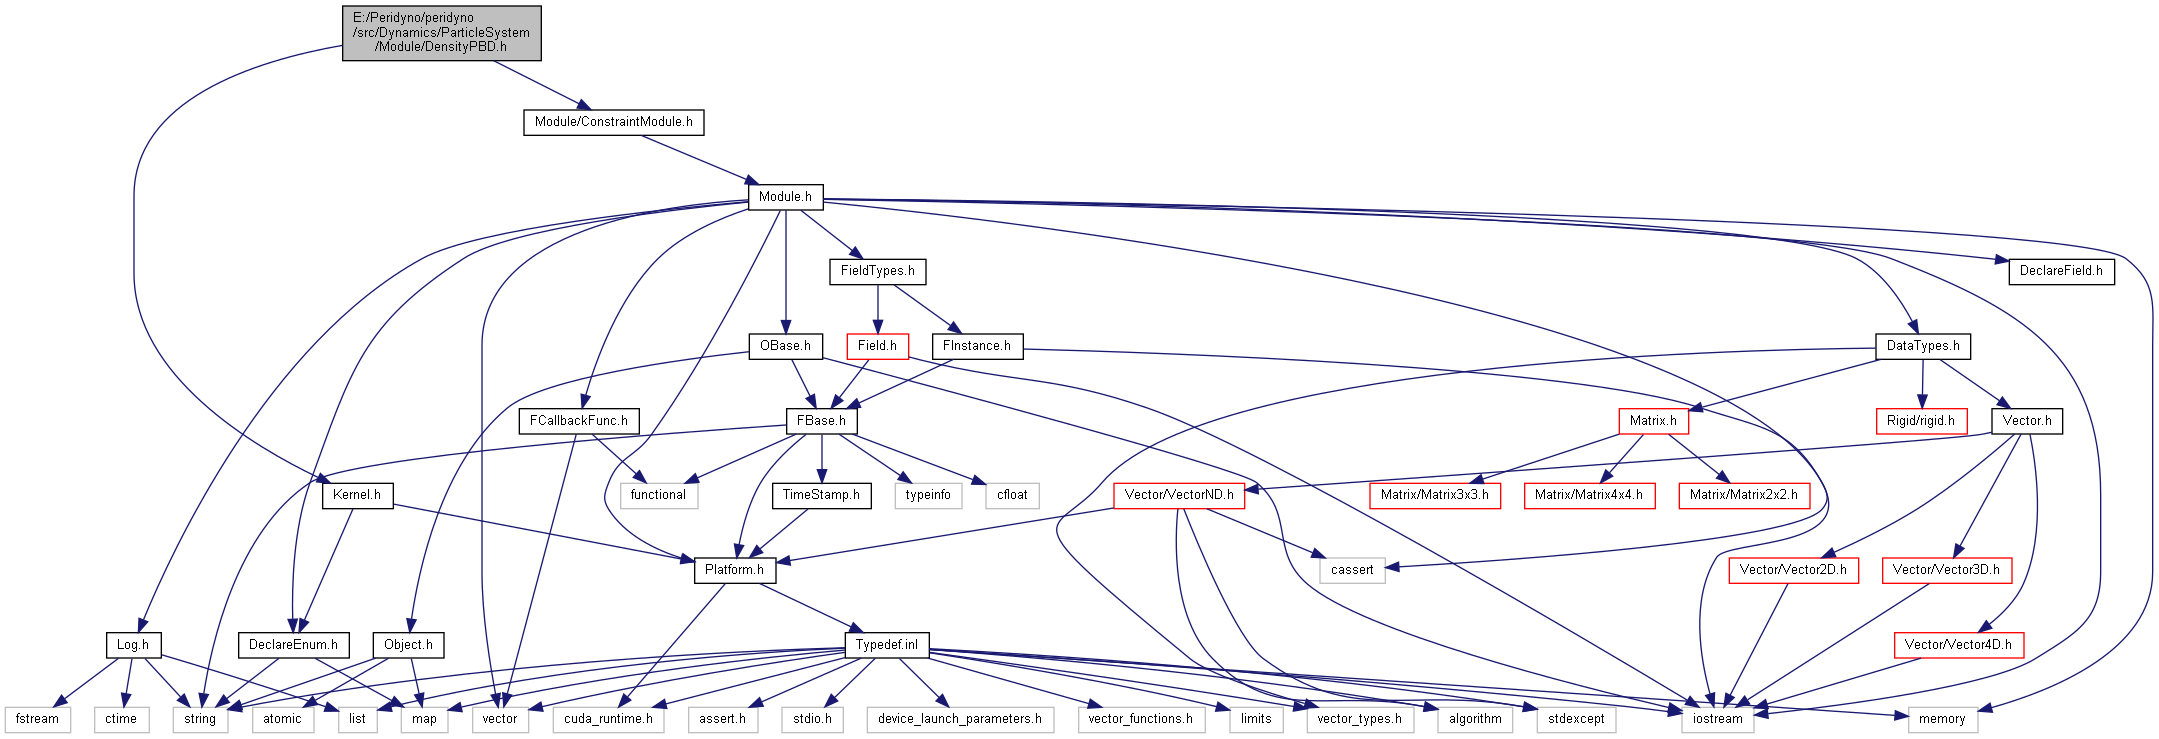 E:/Peridyno/peridyno
/src/Dynamics/ParticleSystem
/Module/DensityPBD.h
Module/ConstraintModule.h
Module.h
FieldTypes.h
DeclareField.h
OBase.h
Field.h
FInstance.h
DataTypes.h
FCallbackFunc.h
FBase.h
Matrix.h
Rigid/rigid.h
Vector.h
Kernel.h
functional
TimeStamp.h
typeinfo
cfloat
Vector/VectorND.h
Matrix/Matrix3x3.h
Matrix/Matrix4x4.h
Matrix/Matrix2x2.h
Platform.h
cassert
Vector/Vector2D.h
Vector/Vector3D.h
Log.h
DeclareEnum.h
Object.h
Typedef.inl
Vector/Vector4D.h
fstream
ctime
string
atomic
list
map
vector
cuda_runtime.h
assert.h
stdio.h
device_launch_parameters.h
vector_functions.h
limits
vector_types.h
algorithm
stdexcept
iostream
memory